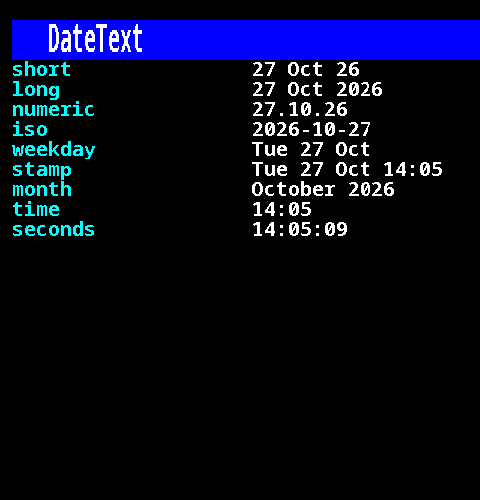 DateText
short 27 Oct 26
long 27 Oct 2026
numeric 27.10.26
iso 2026-10-27
weekday Tue 27 Oct
stamp Tue 27 Oct 14:05
month October 2026
time 14:05
seconds 14:05:09